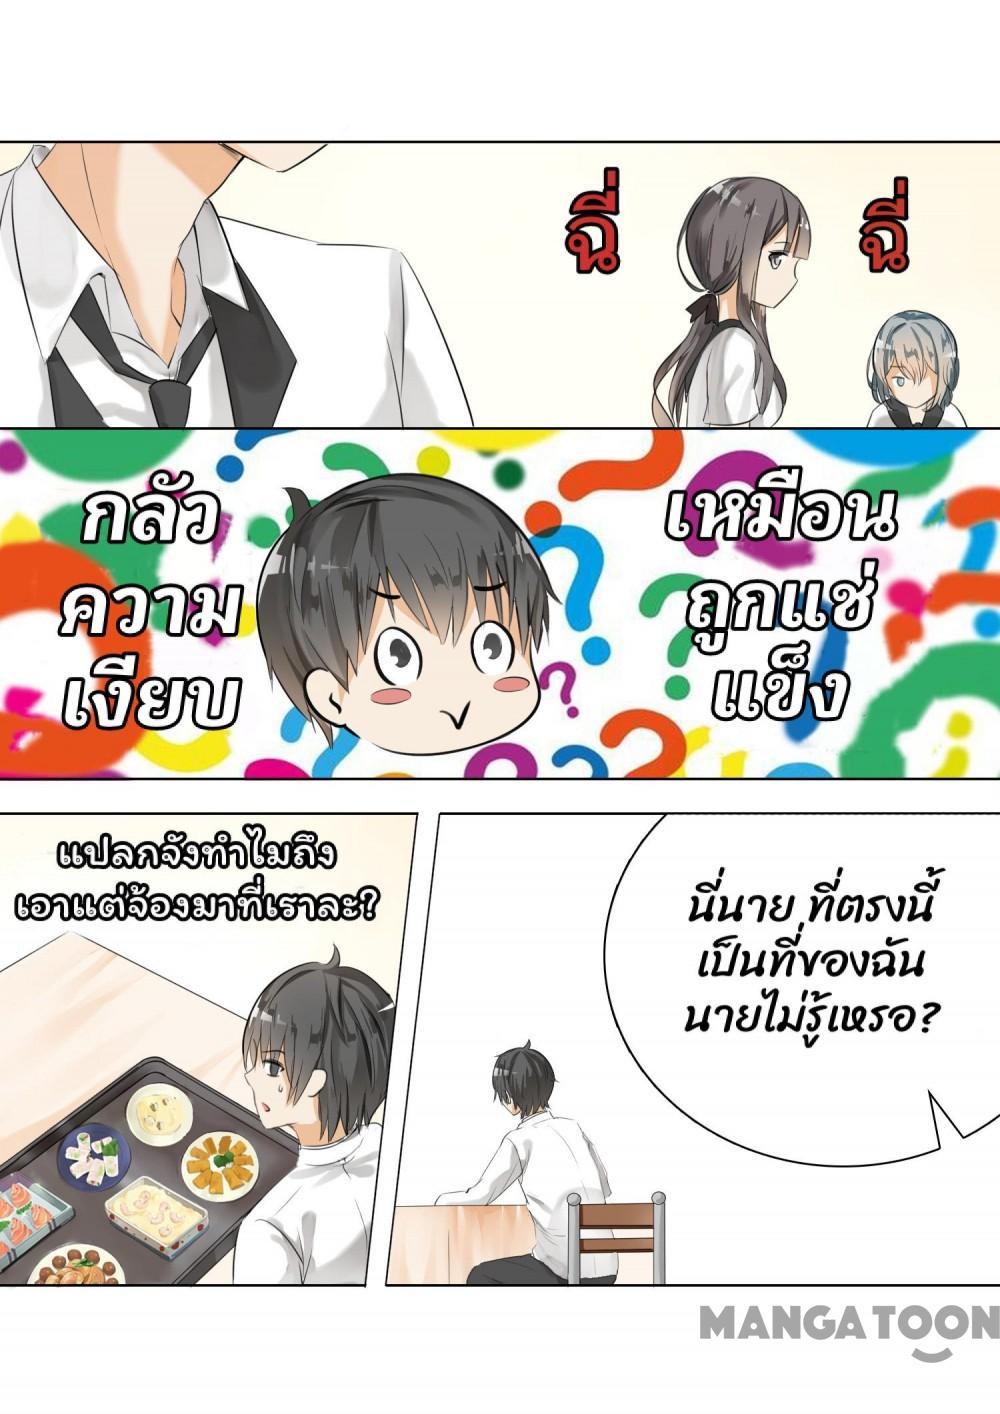 ฉี่
ฉี่
กลัว
ความ
เงียบ
เหมือน
ถูกแช่
แข็ง
แปลกจังทำไมถึง
เอาแต่จ้องมาที่เราละ?
นี่นาย ที่ตรงนี้
เป็นที่ของฉัน
นายไม่รู้เหรอ?
MANGATOON